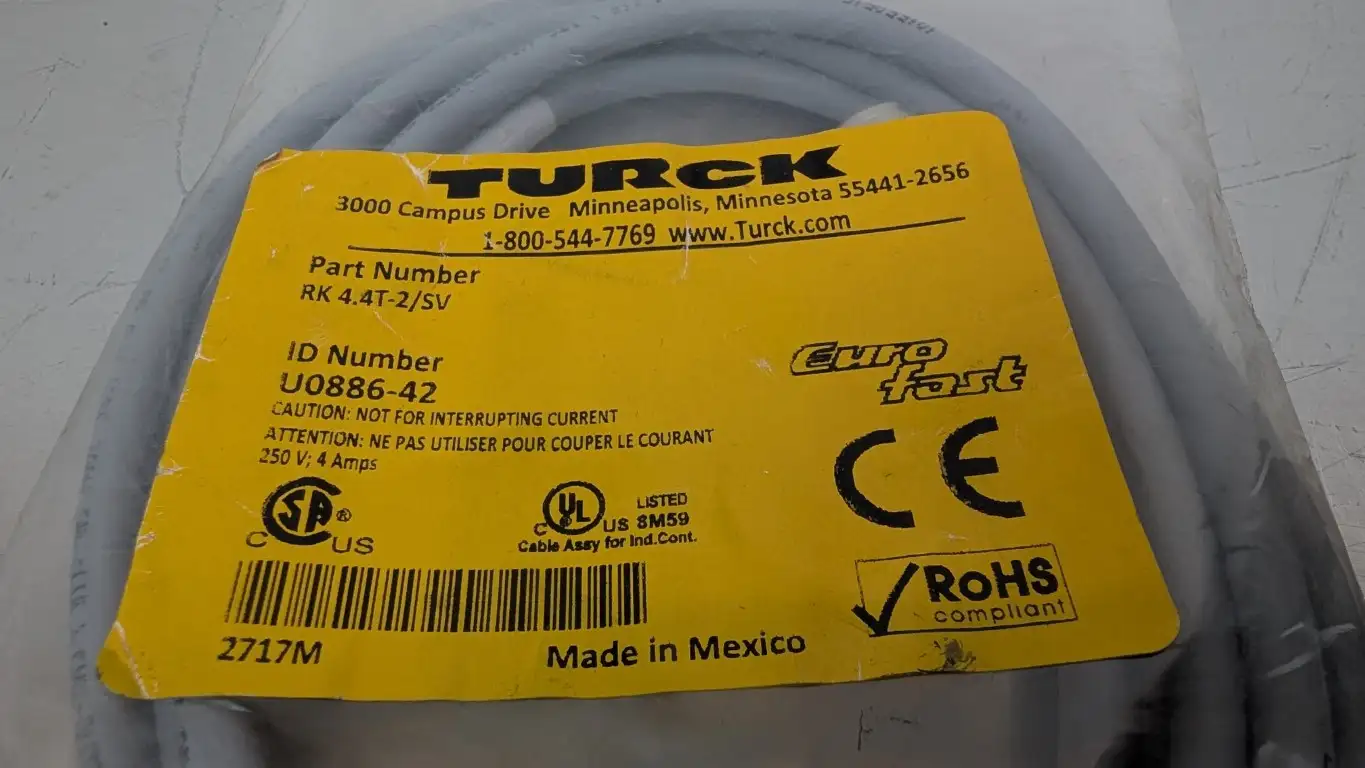 TURCK
3000 Campus Drive Minneapolis, Minnesota 55441-2656
1-800-544-7769 www.Turck.com
Part Number
RK 4.4T-2/SV
ID Number
U0886-42
CAUTION: NOT FOR INTERRUPTING CURRENT
ATTENTION: NE PAS UTILISER POUR COUPER LE COURANT
250 V; 4 Amps
Euro
fast
CE
C SA® US
C UL® US LISTED
8M59
Cable Assy for Ind.Cont.
RoHS
compliant
2717M
Made in Mexico